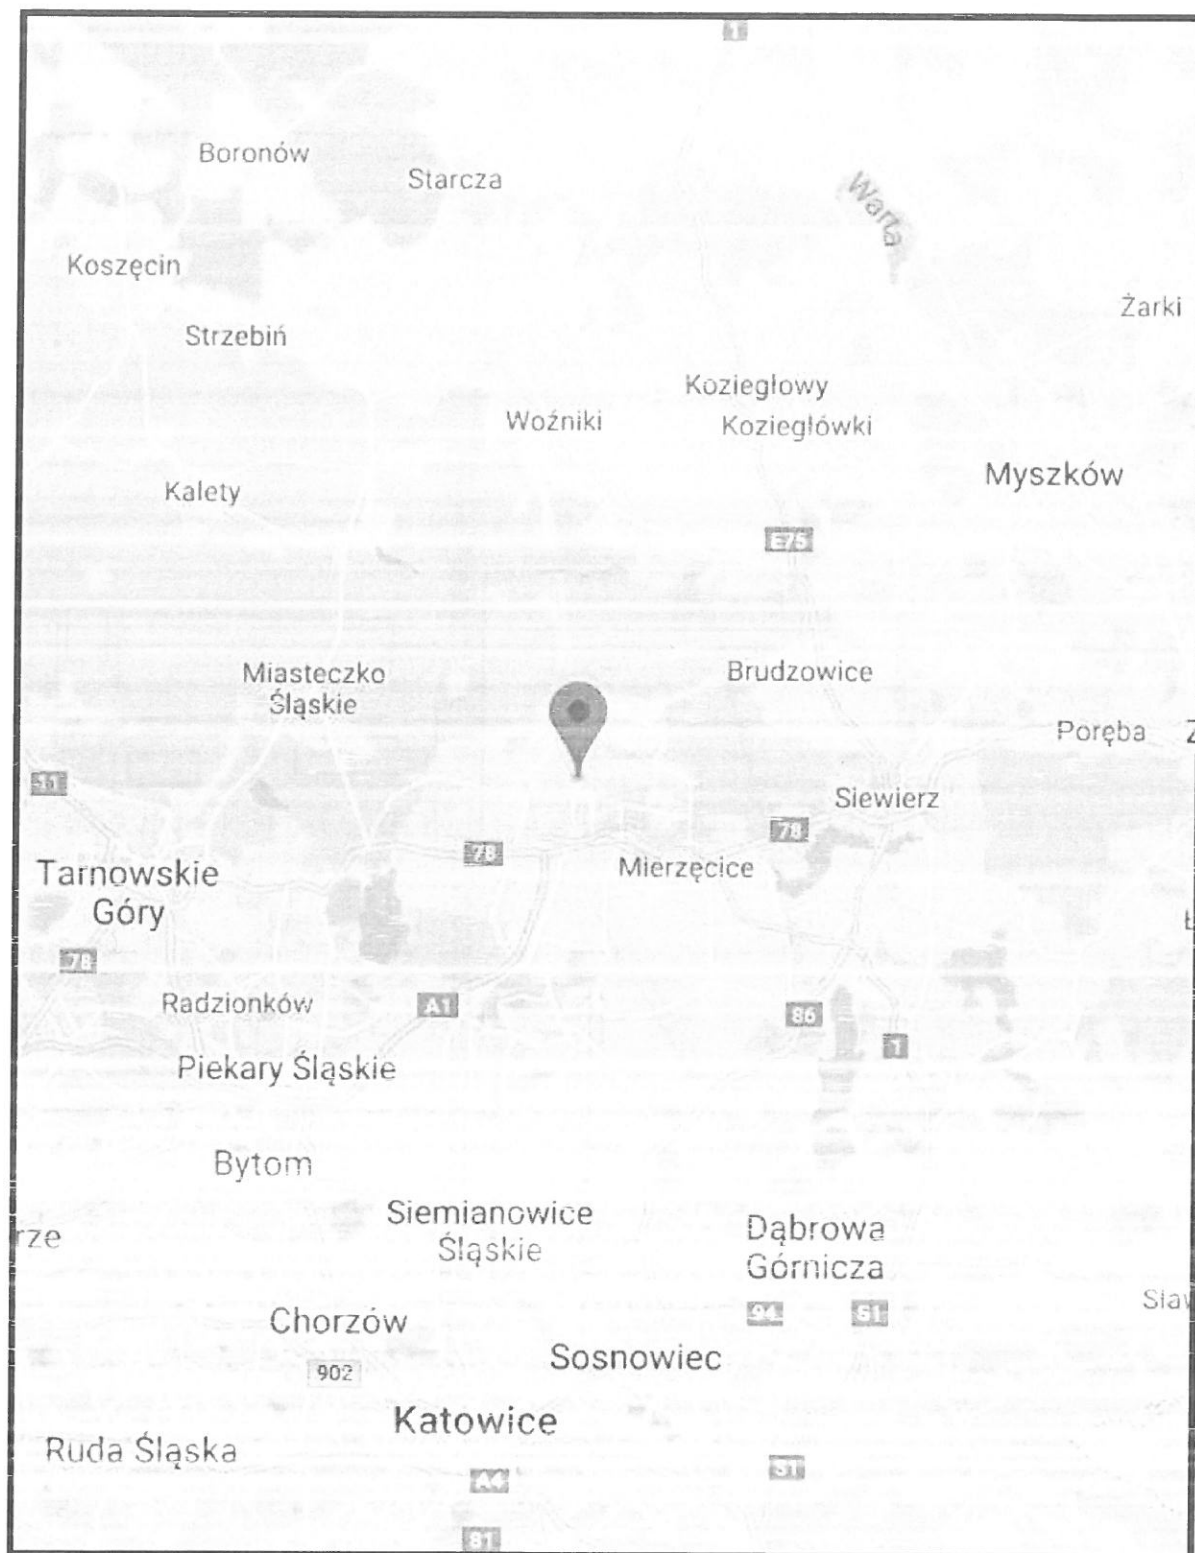 1
Boronów
Starcza
Warta
Koszęcin
Żarki
Strzebiń
Koziegłowy
Woźniki
Koziegłówki
Myszków
Kalety
E75
Miasteczko
Śląskie
Brudzowice
Poręba
Z
11
Siewierz
78
78
Mierzęcice
Tarnowskie
Góry
78
Radzionków
A1
86
1
Piekary Śląskie
Bytom
Siemianowice
Śląskie
rze
Dąbrowa
Górnicza
Sław
94
S1
Chorzów
Sosnowiec
902
Katowice
Ruda Śląska
A4
S1
81